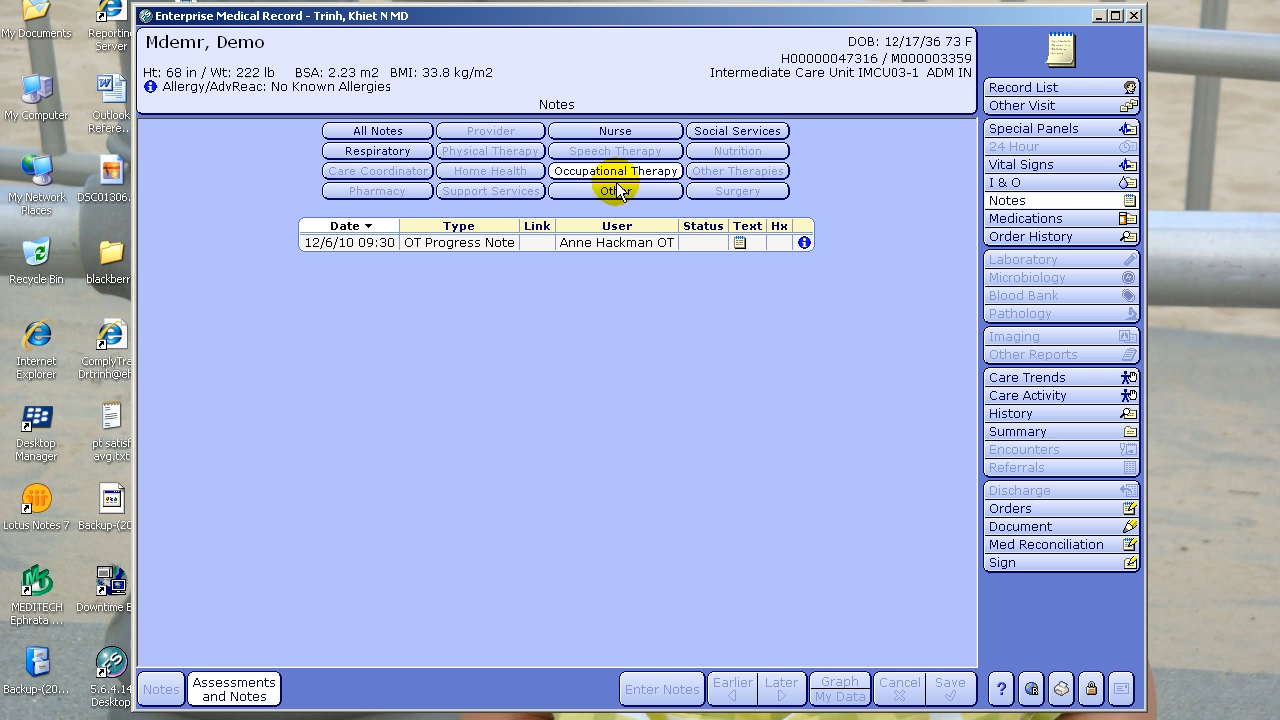 Enterprise Medical Record - Trinh, Khiet N MD
Mdemr, Demo
DOB: 12/17/36 73 F
H00000047316 / M000003359
Ht: 68 in / Wt: 222 lb BSA: 2.23 m2 BMI: 33.8 kg/m2
Intermediate Care Unit IMCU03-1 ADM IN
Allergy/AdvReac: No Known Allergies
Notes
All Notes Provider Nurse Social Services
Respiratory Physical Therapy Speech Therapy Nutrition
Care Coordinator Home Health Occupational Therapy Other Therapies
Pharmacy Support Services Other Surgery
Date Type Link User Status Text Hx
12/6/10 09:30 OT Progress Note Anne Hackman OT
Record List
Other Visit
Special Panels
24 Hour
Vital Signs
I & O
Notes
Medications
Order History
Laboratory
Microbiology
Blood Bank
Pathology
Imaging
Other Reports
Care Trends
Care Activity
History
Summary
Encounters
Referrals
Discharge
Orders
Document
Med Reconciliation
Sign
Notes
Assessments
and Notes
Enter Notes
Earlier
Later
Graph
My Data
Cancel
Save
My Documents
Reporting
Server
My Computer
Outlook
Refere...
My Network
Places
DSC01306.
Recycle Bin
blackberr
Internet
Explorer
ComplyTra
Drtrinh@e
Desktop
Manager
pt satisf
avg.txt
Lotus Notes 7
Backup-(20
MEDITECH
Ephrata ...
Downtime E
Backup-(20...
5.6.4.14
Desktop